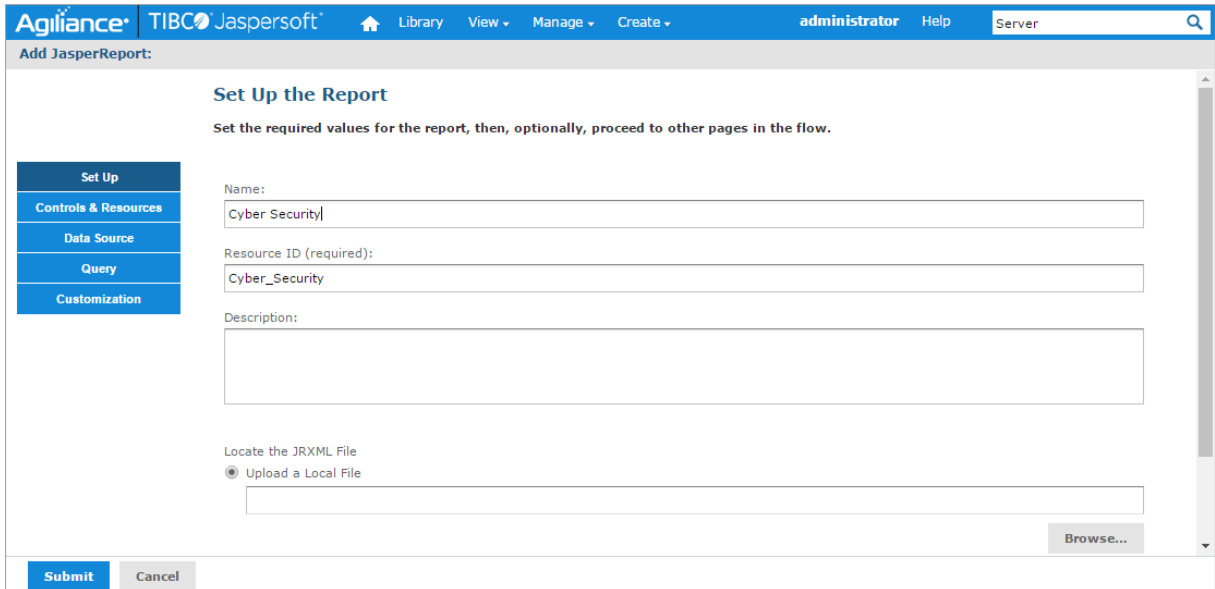 Agiliance TIBCO Jaspersoft Library View Manage Create administrator Help Server
Add JasperReport:
Set Up the Report
Set the required values for the report, then, optionally, proceed to other pages in the flow.
Set Up
Controls & Resources
Data Source
Query
Customization
Name:
Cyber Security
Resource ID (required):
Cyber_Security
Description:
Locate the JRXML File
Upload a Local File
Browse...
Submit Cancel